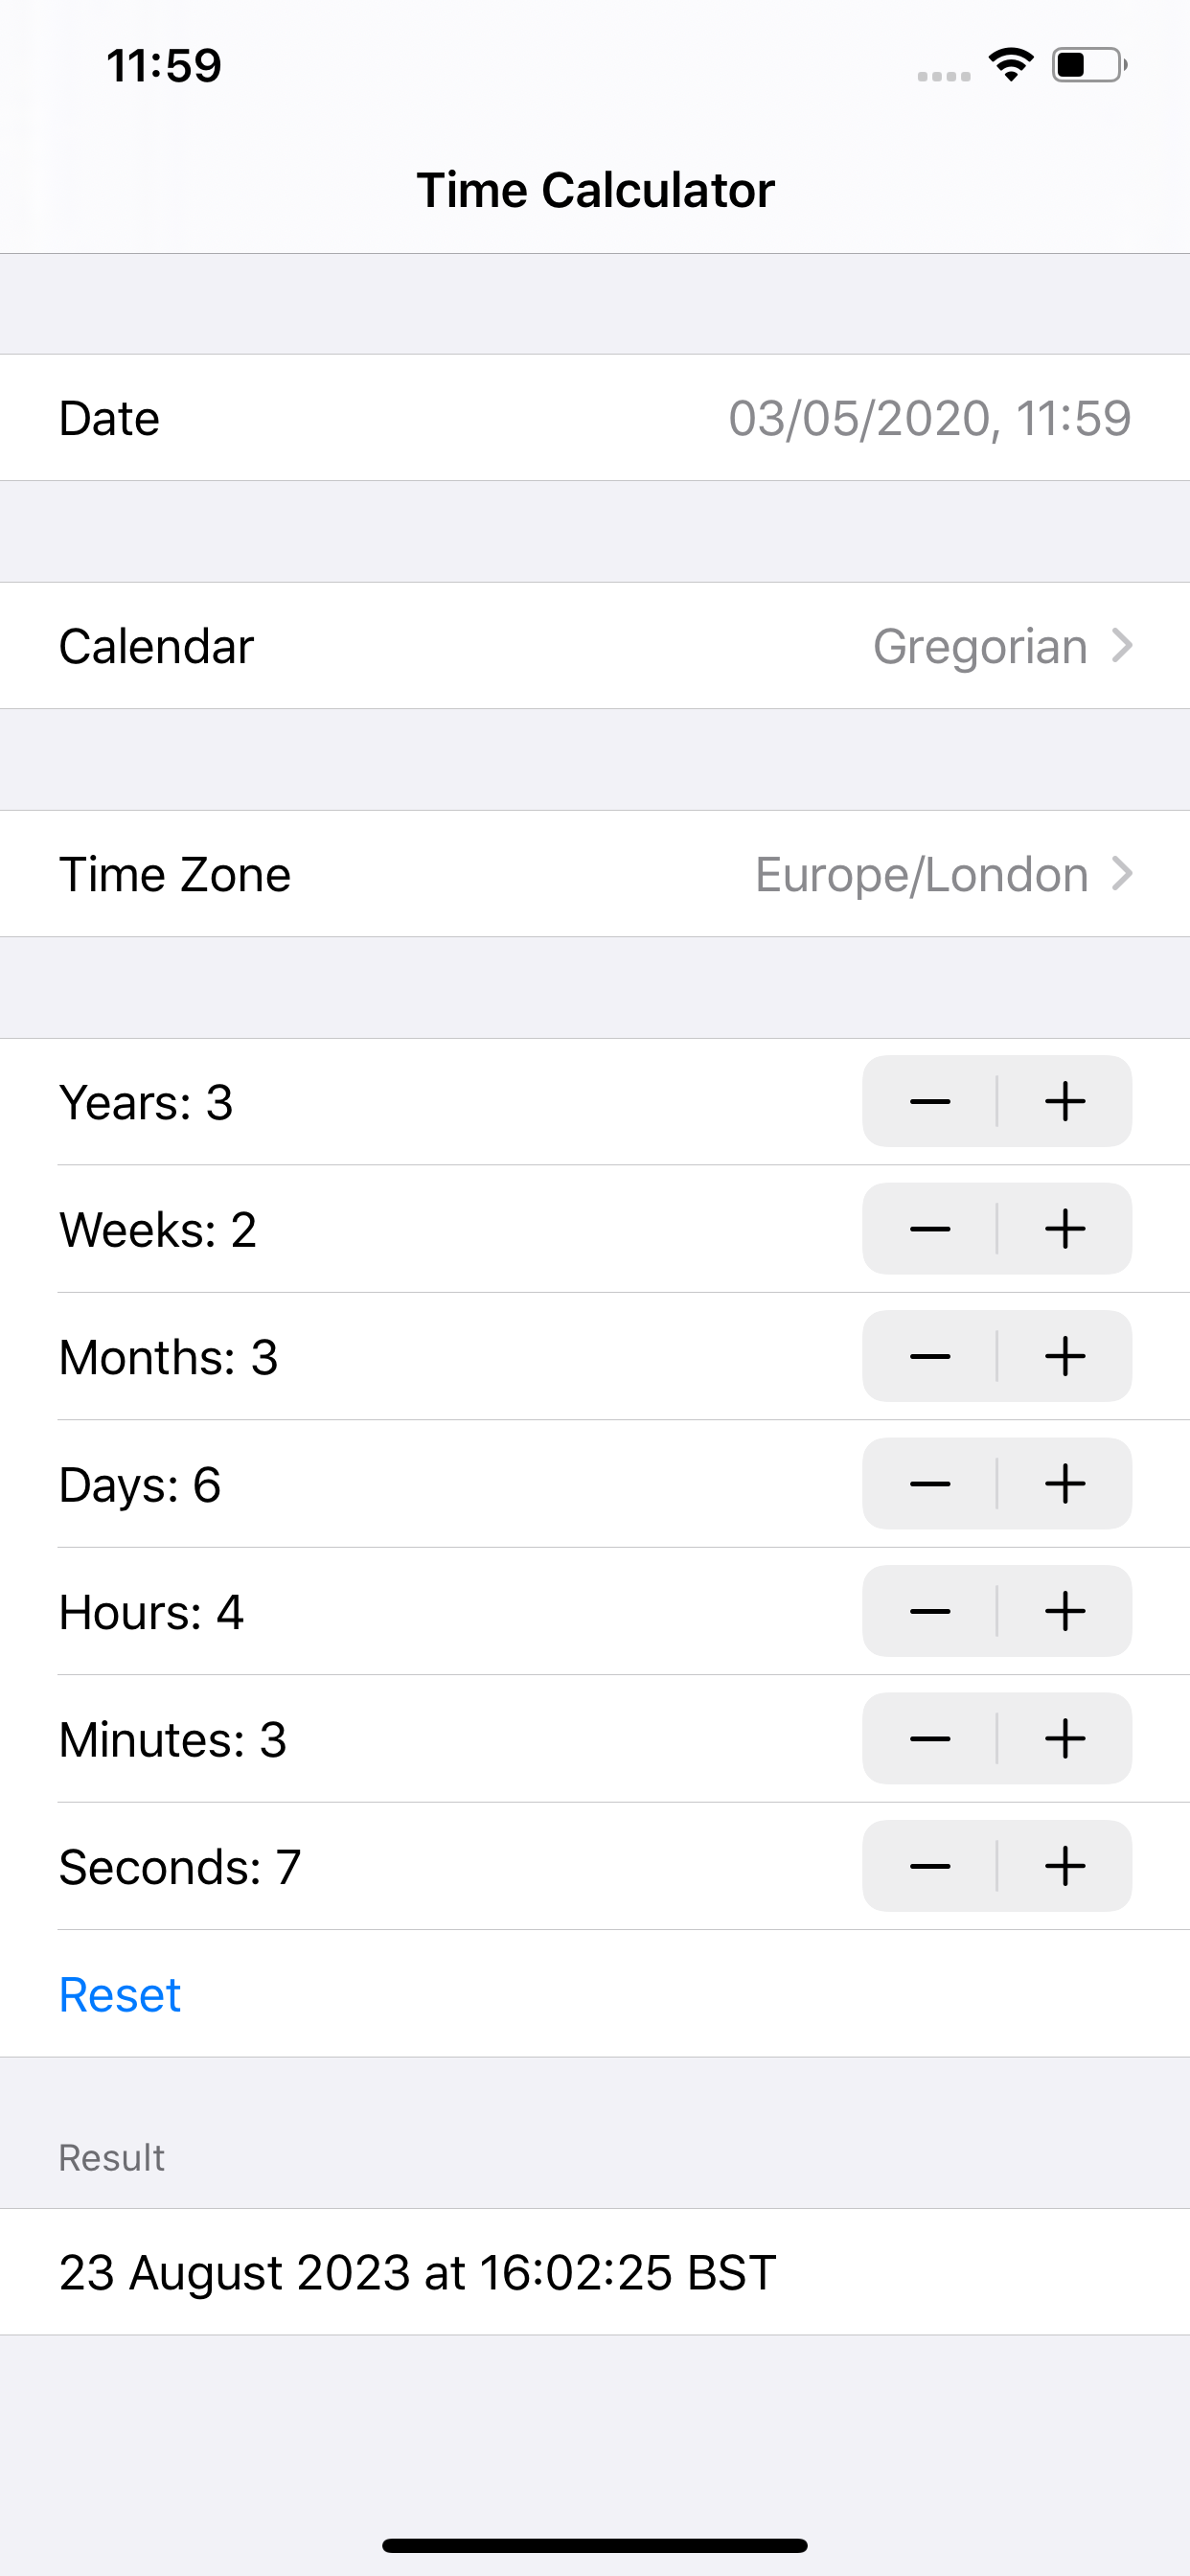 11:59
Time Calculator
Date 03/05/2020, 11:59
Calendar Gregorian
Time Zone Europe/London
Years: 3
Weeks: 2
Months: 3
Days: 6
Hours: 4
Minutes: 3
Seconds: 7
Reset
Result
23 August 2023 at 16:02:25 BST